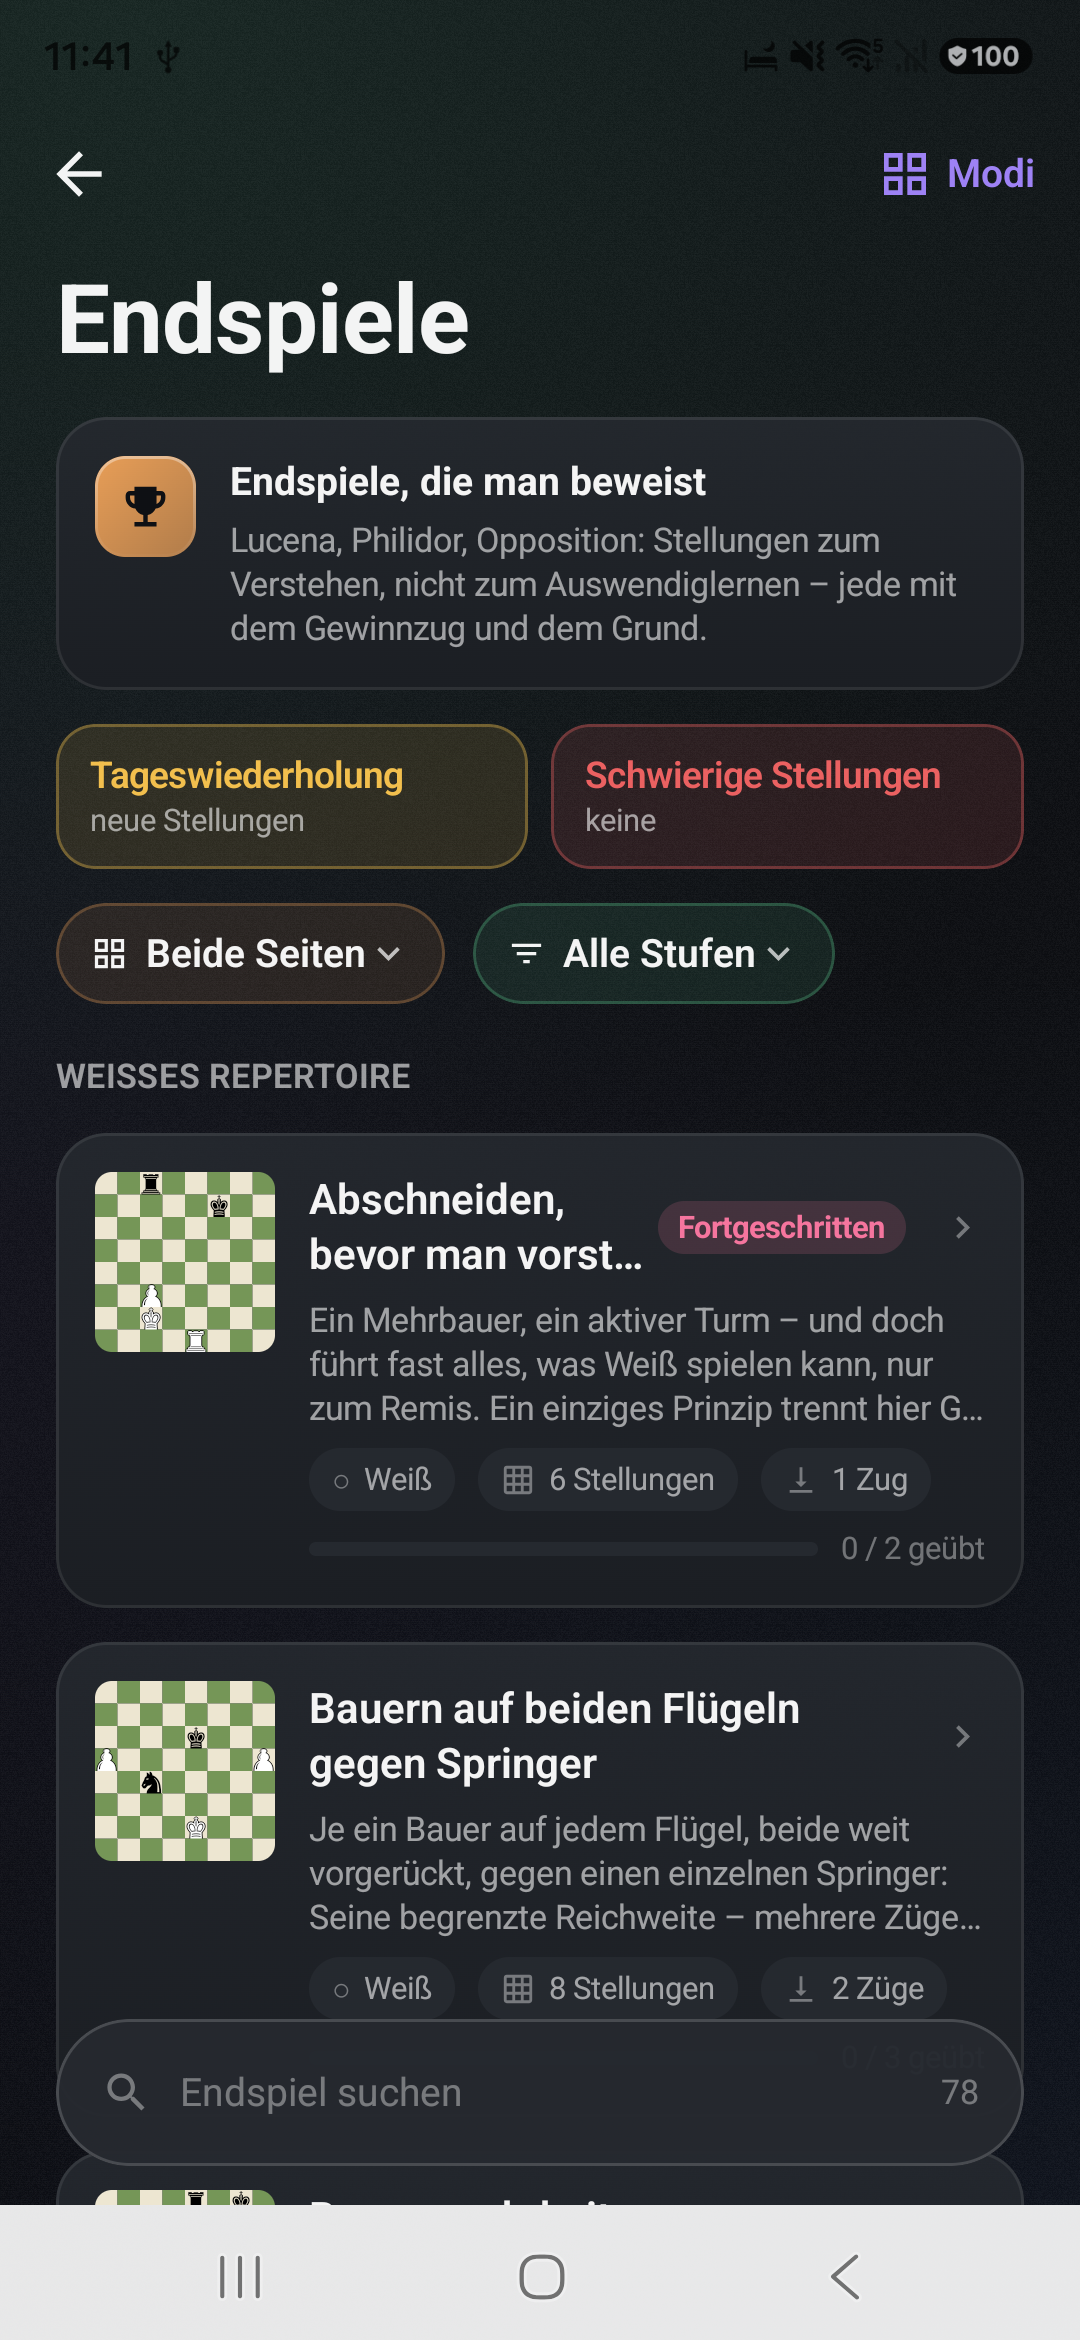 11:41
5
100
Modi
Endspiele
Endspiele, die man beweist
Lucena, Philidor, Opposition: Stellungen zum
Verstehen, nicht zum Auswendiglernen – jede mit
dem Gewinnzug und dem Grund.
Tageswiederholung
neue Stellungen
Schwierige Stellungen
keine
Beide Seiten
Alle Stufen
WEISSES REPERTOIRE
Abschneiden,
bevor man vorst...
Fortgeschritten
Ein Mehrbauer, ein aktiver Turm – und doch
führt fast alles, was Weiß spielen kann, nur
zum Remis. Ein einziges Prinzip trennt hier G...
Weiß
6 Stellungen
1 Zug
0 / 2 geübt
Bauern auf beiden Flügeln
gegen Springer
Je ein Bauer auf jedem Flügel, beide weit
vorgerückt, gegen einen einzelnen Springer:
Seine begrenzte Reichweite – mehrere Züge...
Weiß
8 Stellungen
2 Züge
0 / 3 geübt
Endspiel suchen
78